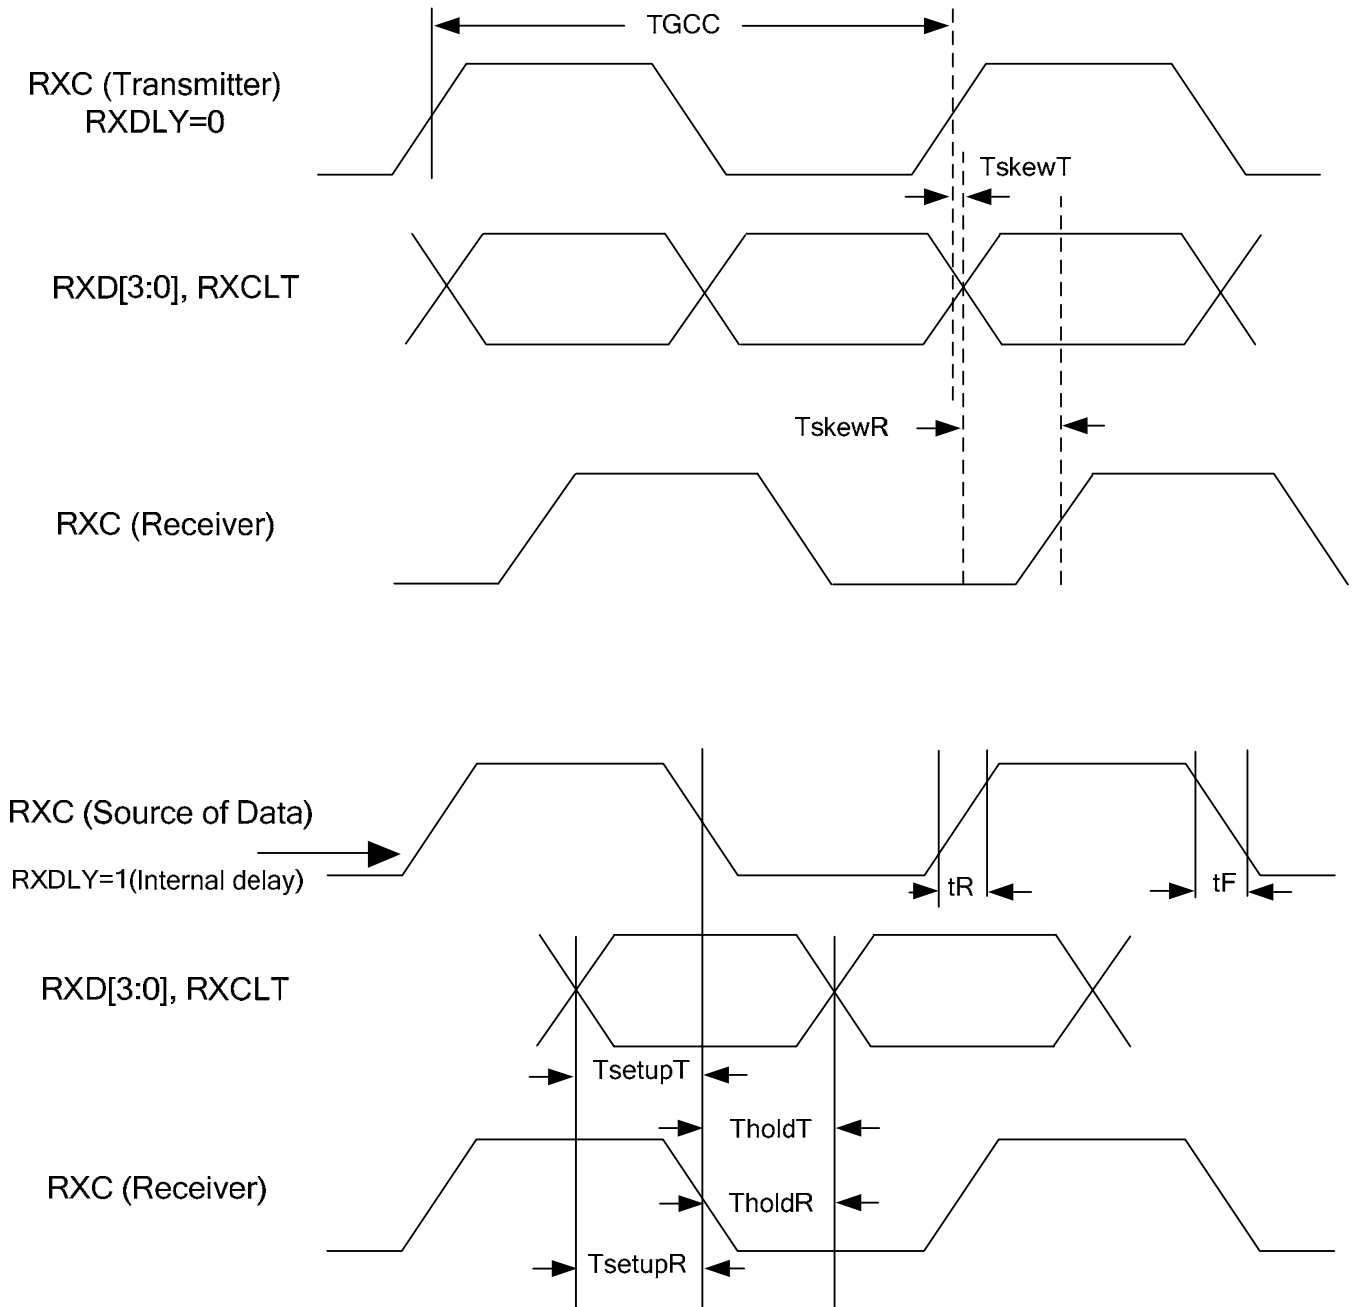 TGCC
RXC (Transmitter)
RXDLY=0
TskewT
RXD[3:0], RXCLT
TskewR
RXC (Receiver)
RXC (Source of Data)
RXDLY=1(Internal delay)
tR
tF
RXD[3:0], RXCLT
TsetupT
TholdT
RXC (Receiver)
TholdR
TsetupR